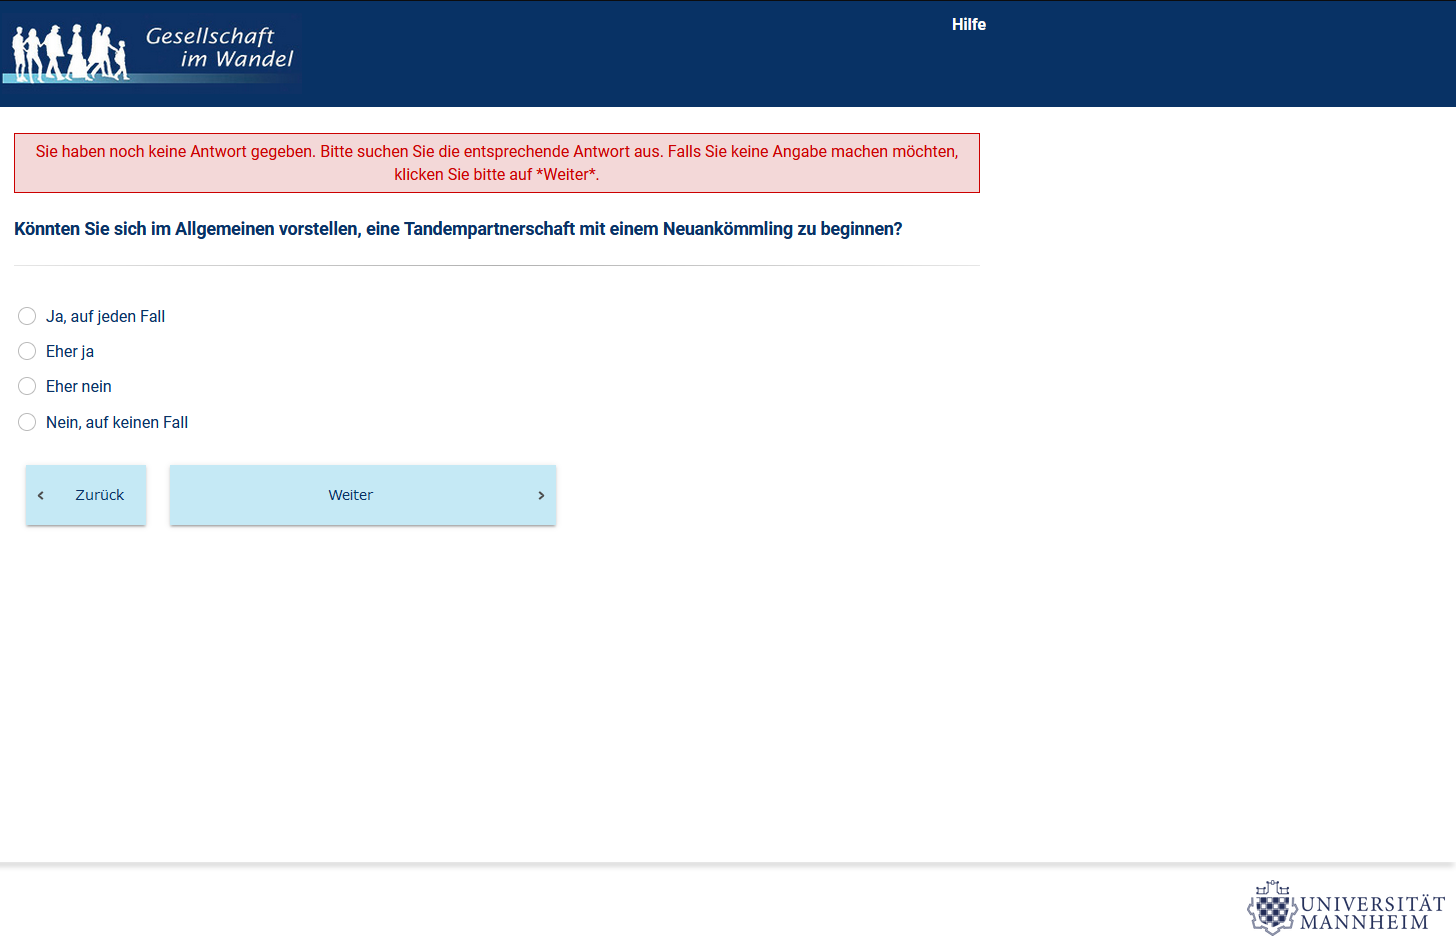 Gesellschaft
im Wandel
Hilfe
Sie haben noch keine Antwort gegeben. Bitte suchen Sie die entsprechende Antwort aus. Falls Sie keine Angabe machen möchten,
klicken Sie bitte auf *Weiter*.
Könnten Sie sich im Allgemeinen vorstellen, eine Tandempartnerschaft mit einem Neuankömmling zu beginnen?
Ja, auf jeden Fall
Eher ja
Eher nein
Nein, auf keinen Fall
Zurück
Weiter
UNIVERSITÄT
MANNHEIM